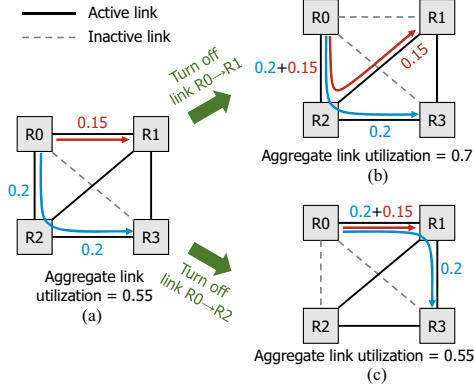 Active link
Inactive link
R0
R1
0.15
0.2
0.2
R2
R3
Aggregate link
utilization = 0.55
(a)
Turn off
link R0→R1
Turn off
link R0→R2
R0
R1
0.2+0.15
0.15
0.2
R2
R3
Aggregate link utilization = 0.7
(b)
0.2+0.15
R0
R1
0.2
R2
R3
Aggregate link utilization = 0.55
(c)